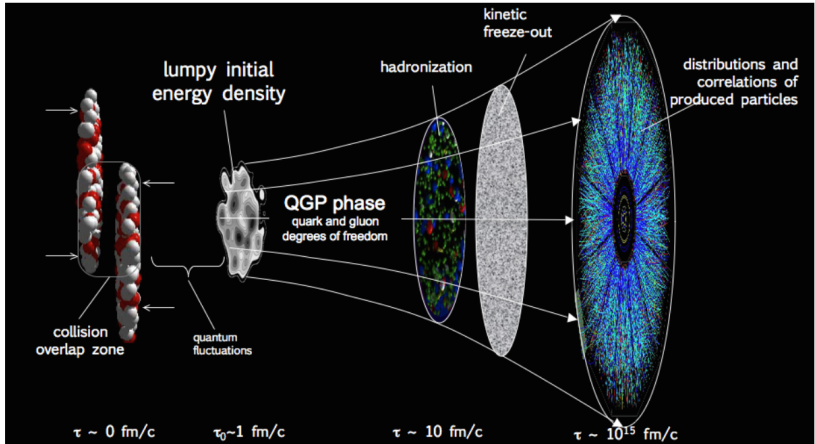 kinetic
freeze-out
lumpy initial
energy density
hadronization
distributions and
correlations of
produced particles
QGP phase
quark and gluon
degrees of freedom
collision
overlap zone
quantum
fluctuations
τ ~ 0 fm/c
τ₀~1 fm/c
τ ~ 10 fm/c
τ ~ 10¹⁵ fm/c